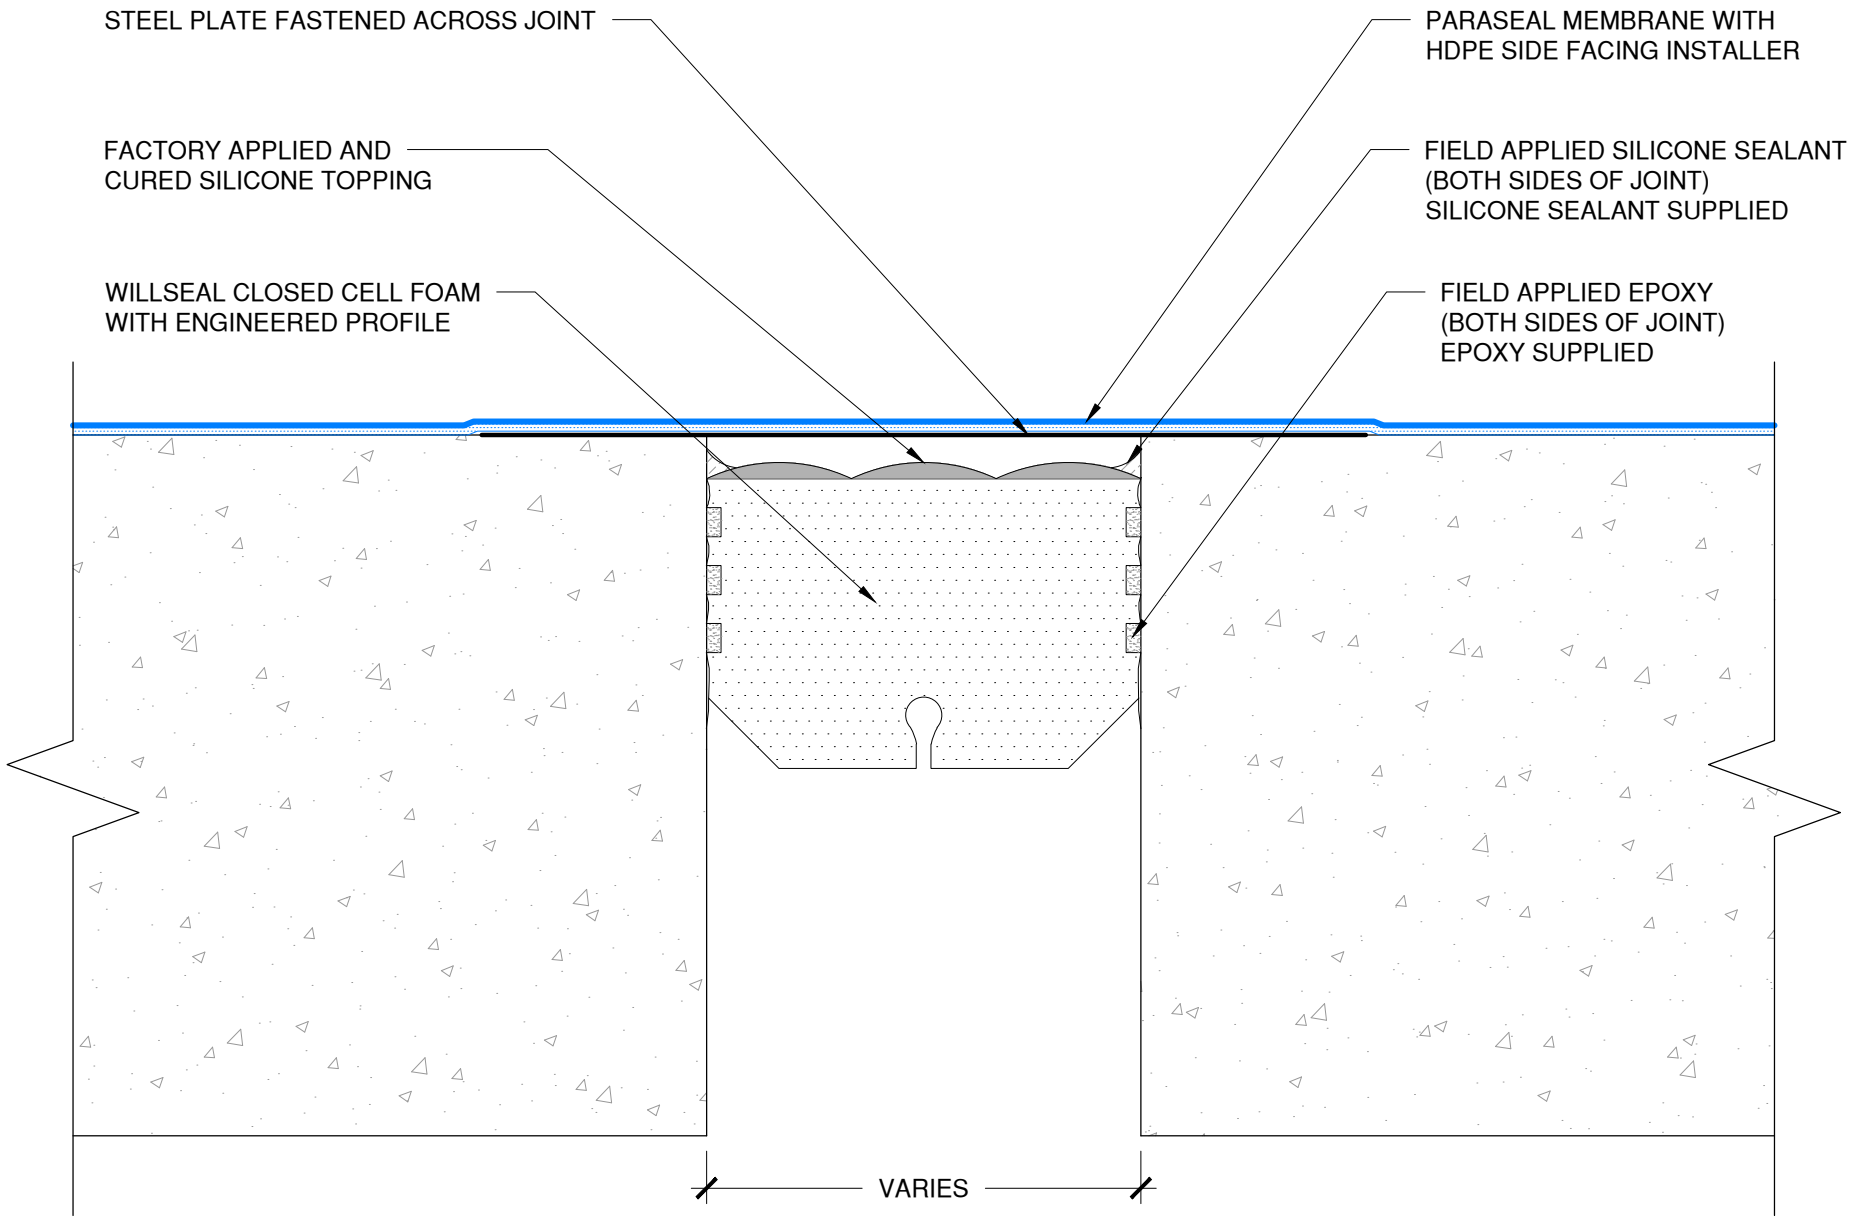 STEEL PLATE FASTENED ACROSS JOINT
FACTORY APPLIED AND
CURED SILICONE TOPPING
WILLSEAL CLOSED CELL FOAM
WITH ENGINEERED PROFILE
PARASEAL MEMBRANE WITH
HDPE SIDE FACING INSTALLER
FIELD APPLIED SILICONE SEALANT
(BOTH SIDES OF JOINT)
SILICONE SEALANT SUPPLIED
FIELD APPLIED EPOXY
(BOTH SIDES OF JOINT)
EPOXY SUPPLIED
VARIES